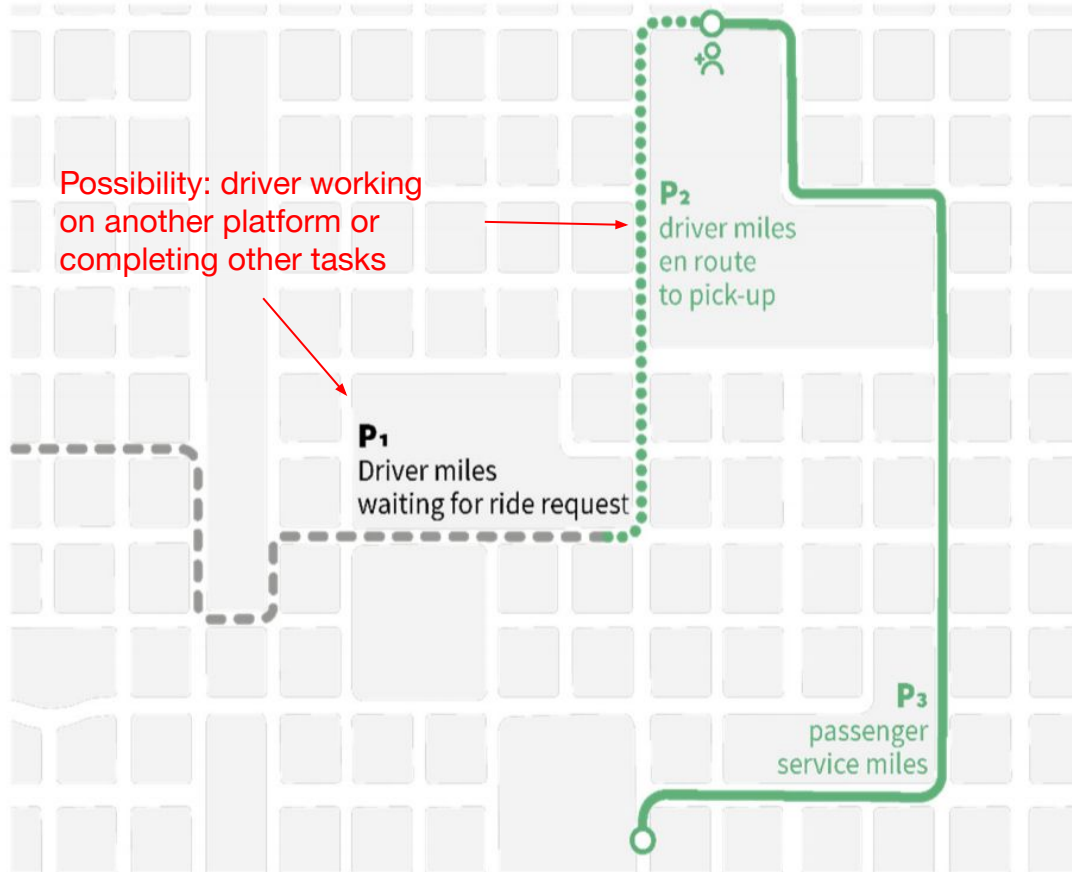 Possibility: driver working
on another platform or
completing other tasks
P₂
driver miles
en route
to pick-up
P₁
Driver miles
waiting for ride request
P₃
passenger
service miles